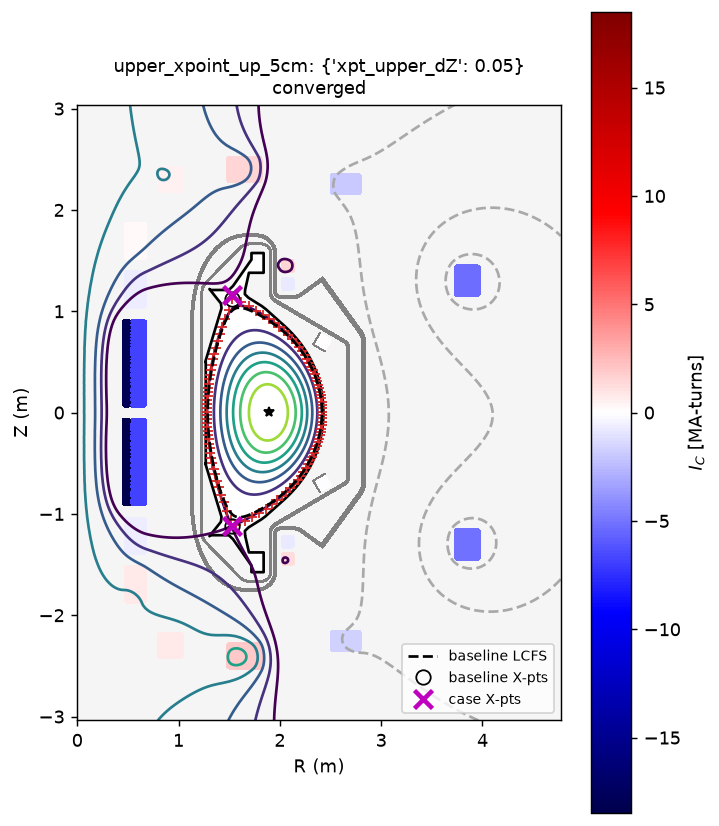 upper_xpoint_up_5cm: {'xpt_upper_dZ': 0.05}
converged
3
2
1
0
−1
−2
−3
Z (m)
0
1
2
3
4
R (m)
baseline LCFS
baseline X-pts
case X-pts
15
10
5
0
−5
−10
−15
I_C [MA-turns]